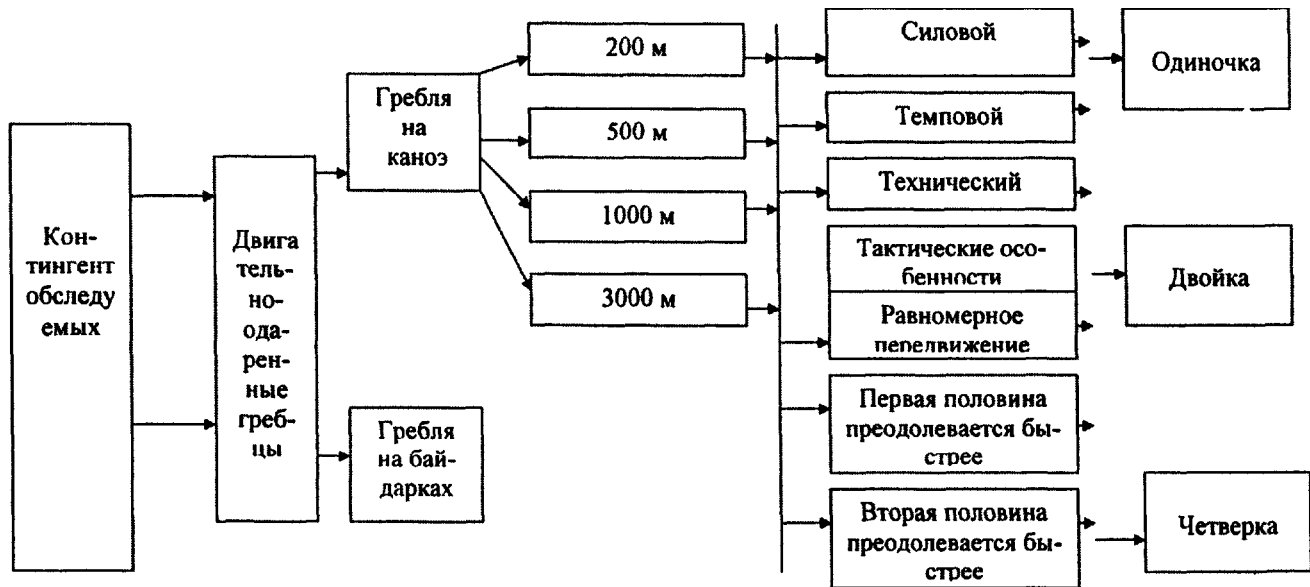 Кон-
тингент
обследу
емых
Двига
тель-
но-
ода-
рен-
ные
греб-
цы
Гребля
на
каноэ
Гребля
на бай-
дарках
200 м
500 м
1000 м
3000 м
Силовой
Темповой
Технический
Тактические осо-
бенности
Равномерное
передвижение
Первая половина
преодолевается бы-
стрее
Вторая половина
преодолевается бы-
стрее
Одиночка
Двойка
Четверка